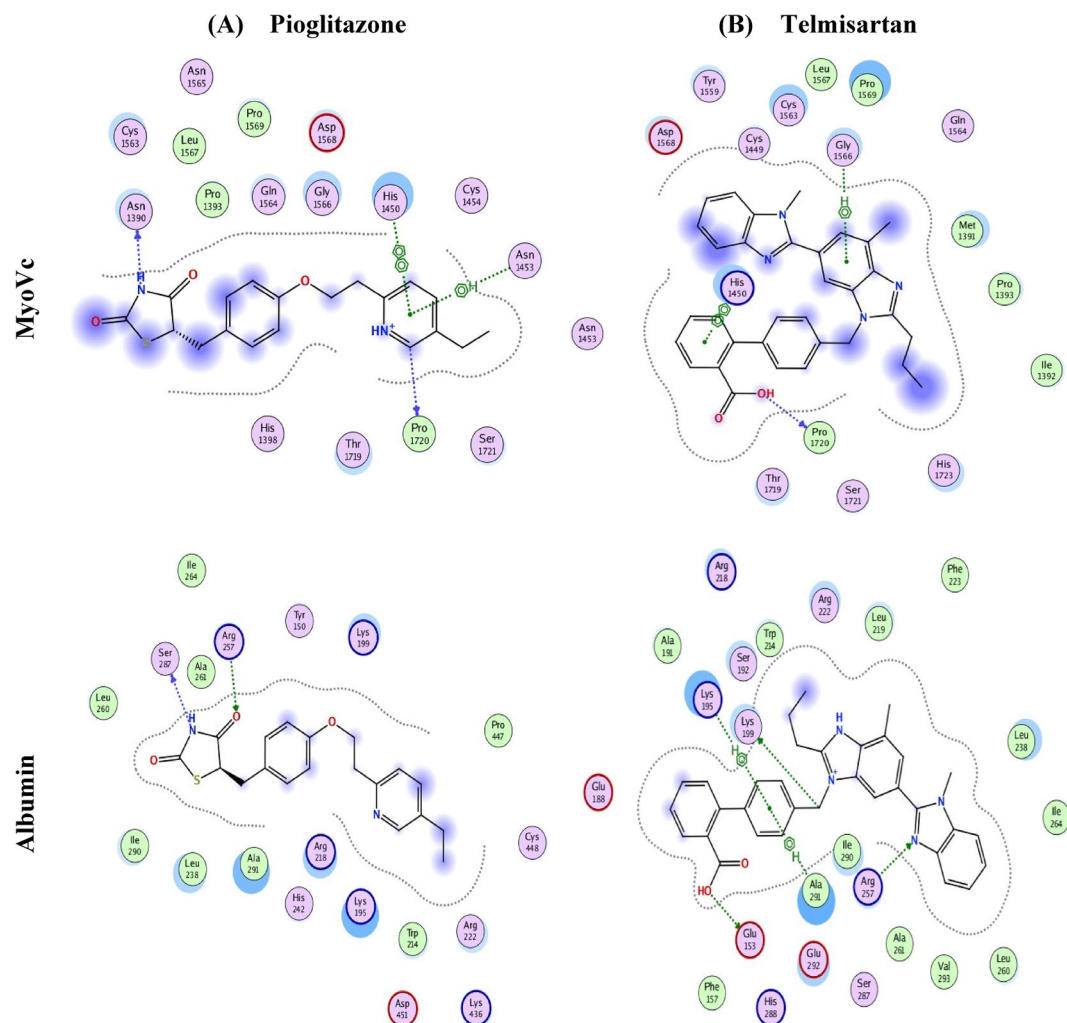 (A) Pioglitazone
(B) Telmisartan
MyoVc
Asn
1565
Pro
1569
Asp
1568
Cys
1563
Leu
1567
Asn
1390
Pro
1393
Gln
1564
Gly
1566
His
1450
Cys
1454
Asn
1453
H
H
N
O
O
S
O
HN+
His
1398
Thr
1719
Pro
1720
Ser
1721
Tyr
1559
Leu
1567
Pro
1569
Cys
1563
Asp
1568
Cys
1449
Gly
1566
Gln
1564
H
Met
1391
N
N
His
1450
N
N
Pro
1393
Asn
1453
Ile
1392
OH
O
Pro
1720
His
1723
Thr
1719
Ser
1721
Albumin
Ile
264
Tyr
150
Arg
257
Lys
199
Ser
287
Ala
261
Leu
260
H
N
O
O
S
O
N
Pro
447
Ile
290
Leu
238
Ala
291
Arg
218
His
242
Lys
195
Trp
214
Arg
222
Cys
448
Asp
451
Lys
436
Arg
218
Phe
223
Arg
222
Leu
219
Ala
191
Ser
192
Trp
214
Lys
195
Lys
199
NH
N
N+
H
Leu
238
Glu
188
N
N
Ile
264
O
HO
H
Ile
290
Ala
291
Arg
257
Glu
153
Glu
292
Ala
261
Val
293
Leu
260
Phe
157
His
288
Ser
287